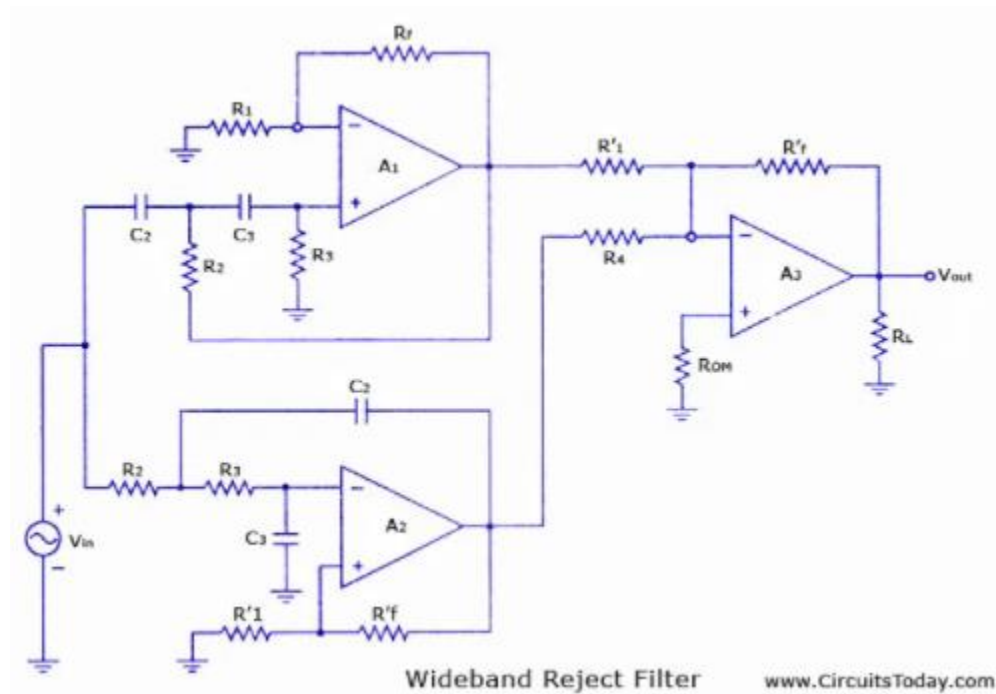 Rf
R1
−
A1
+
C2
C3
R2
R3
R'1
R'f
R4
−
A3
+
Vout
ROM
RL
C2
R2
R3
−
C3
A2
+
+
Vin
−
R'1
R'f
Wideband Reject Filter
www.CircuitsToday.com